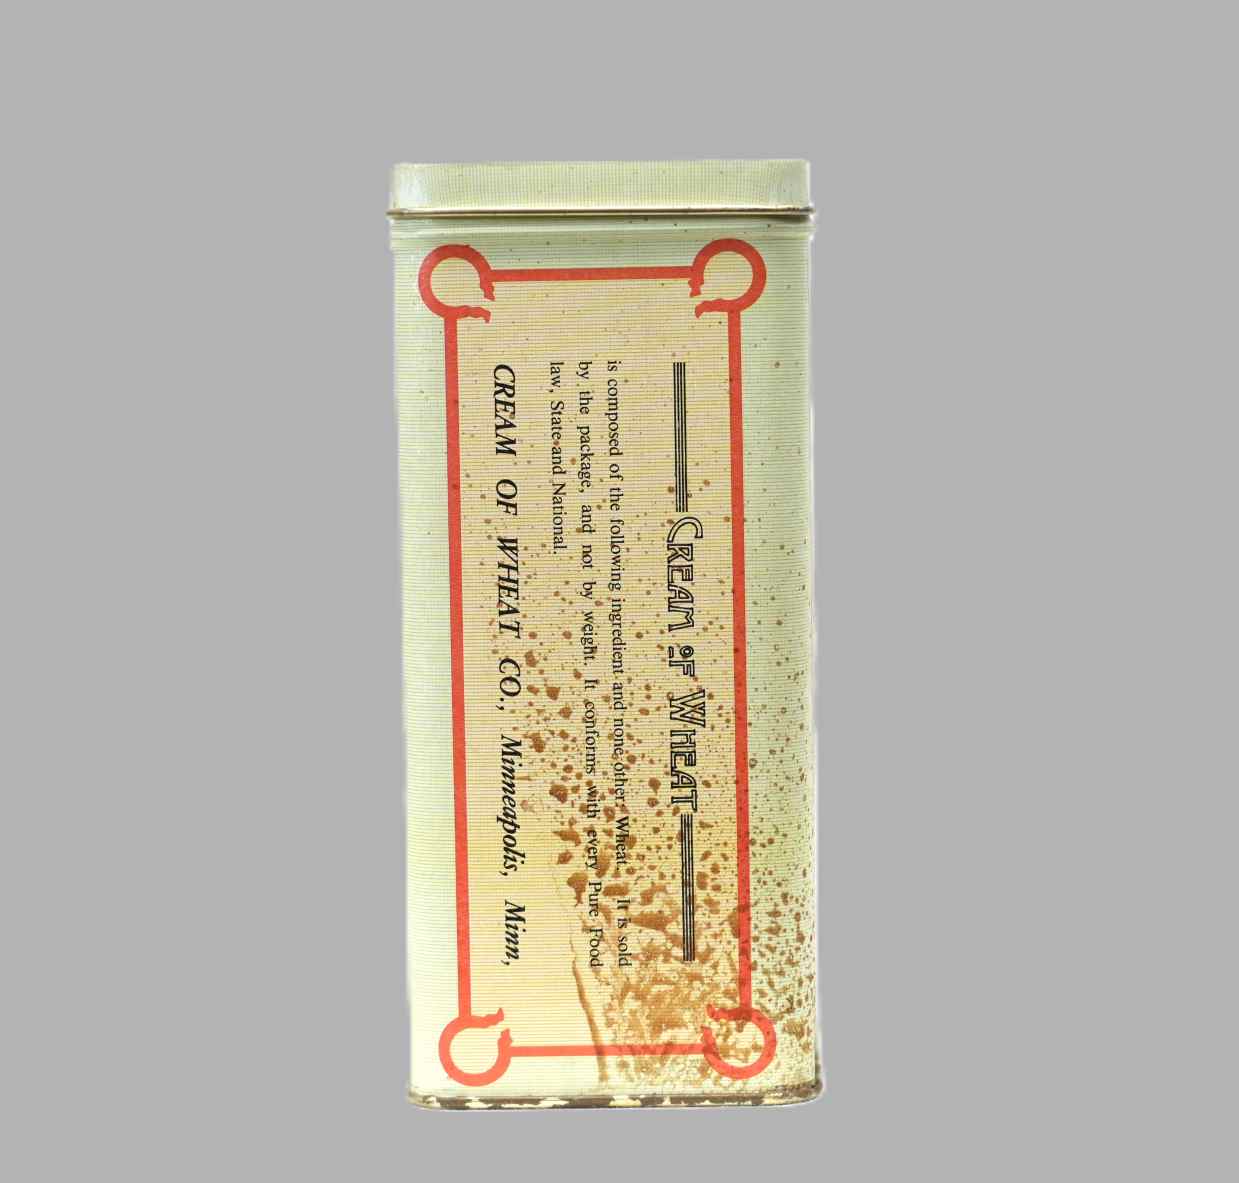 CREAM OF WHEAT
is composed of the following ingredient and none other: Wheat. It is sold
by the package, and not by weight. It conforms with every Pure Food
law, State and National.
CREAM OF WHEAT CO., Minneapolis, Minn,